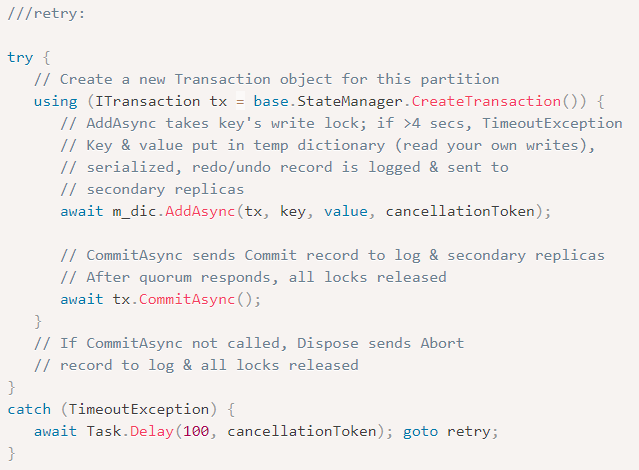 ///retry:
try {
// Create a new Transaction object for this partition
using (ITransaction tx = base.StateManager.CreateTransaction()) {
// AddAsync takes key's write lock; if >4 secs, TimeoutException
// Key & value put in temp dictionary (read your own writes),
// serialized, redo/undo record is logged & sent to
// secondary replicas
await m_dic.AddAsync(tx, key, value, cancellationToken);
// CommitAsync sends Commit record to log & secondary replicas
// After quorum responds, all locks released
await tx.CommitAsync();
}
// If CommitAsync not called, Dispose sends Abort
// record to log & all locks released
}
catch (TimeoutException) {
await Task.Delay(100, cancellationToken); goto retry;
}